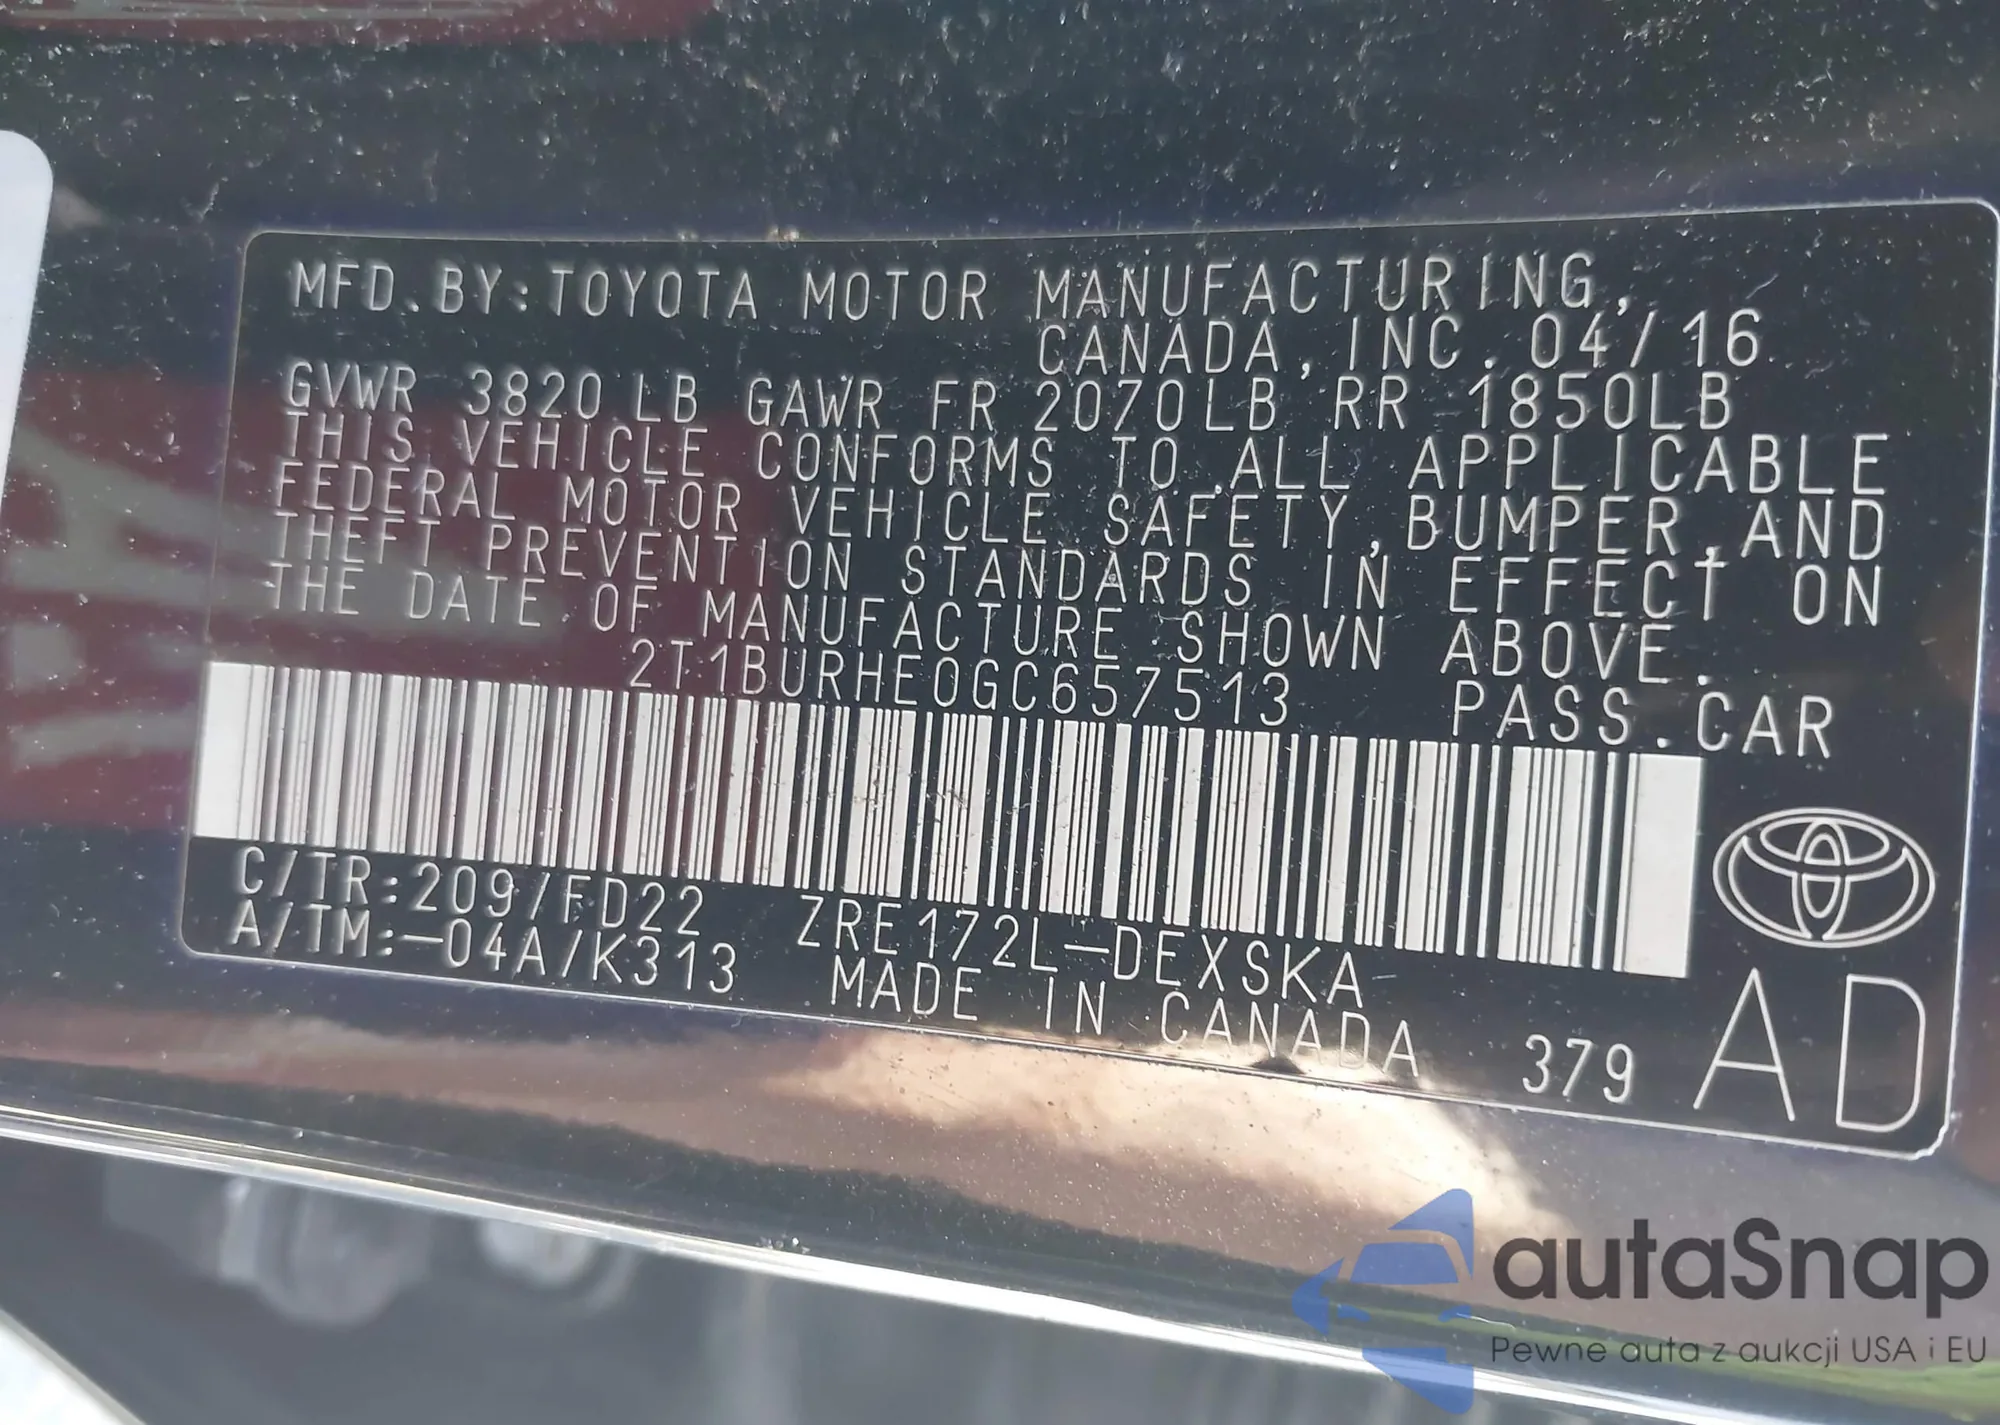 MFD.BY:TOYOTA MOTOR MANUFACTURING,
CANADA,INC.04/16
GVWR 3820LB GAWR FR 2070LB RR 1850LB
THIS VEHICLE CONFORMS TO ALL APPLICABLE
FEDERAL MOTOR VEHICLE SAFETY,BUMPER,AND
THEFT PREVENTION STANDARDS IN EFFECT ON
THE DATE OF MANUFACTURE SHOWN ABOVE.
2T1BURHE0GC657513 PASS.CAR
C/TR:209/FD22 ZRE172L-DEXSKA
A/TM:-04A/K313 MADE IN CANADA 379 AD
autaSnap
Pewne auta z aukcji USA i EU